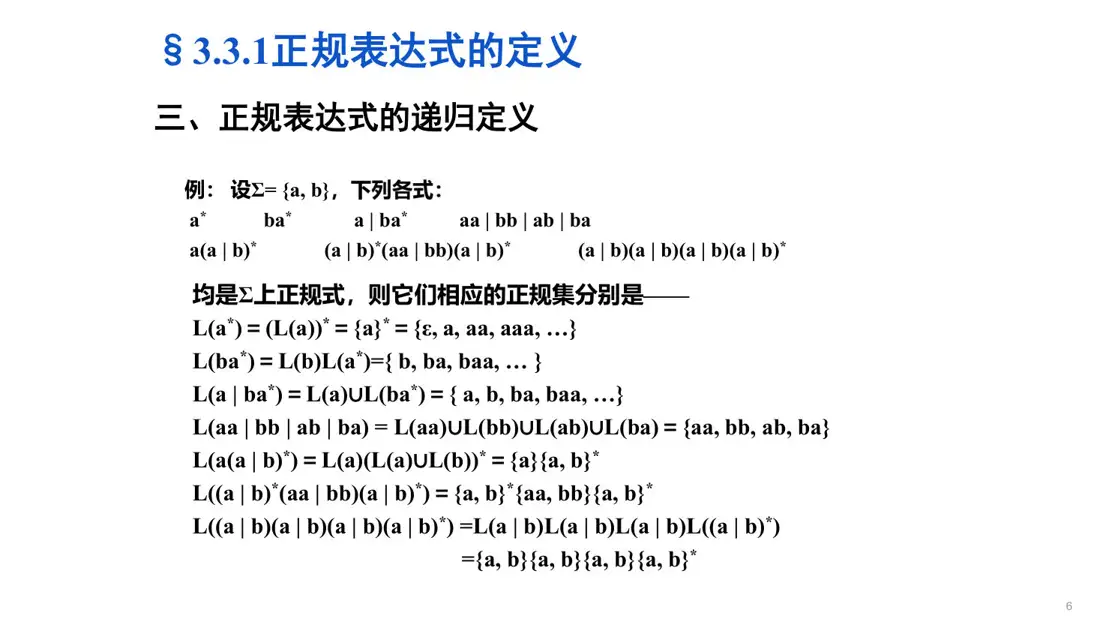 §3.3.1正规表达式的定义
三、正规表达式的递归定义
例： 设Σ= {a, b}，下列各式：
a* ba* a | ba* aa | bb | ab | ba
a(a | b)* (a | b)*(aa | bb)(a | b)* (a | b)(a | b)(a | b)(a | b)*
均是Σ上正规式，则它们相应的正规集分别是——
L(a*) = (L(a))* = {a}* = {ε, a, aa, aaa, …}
L(ba*) = L(b)L(a*)={ b, ba, baa, … }
L(a | ba*) = L(a)∪L(ba*) = { a, b, ba, baa, …}
L(aa | bb | ab | ba) = L(aa)∪L(bb)∪L(ab)∪L(ba) = {aa, bb, ab, ba}
L(a(a | b)*) = L(a)(L(a)∪L(b))* = {a}{a, b}*
L((a | b)*(aa | bb)(a | b)*) = {a, b}*{aa, bb}{a, b}*
L((a | b)(a | b)(a | b)(a | b)*) =L(a | b)L(a | b)L(a | b)L((a | b)*)
={a, b}{a, b}{a, b}{a, b}*
6